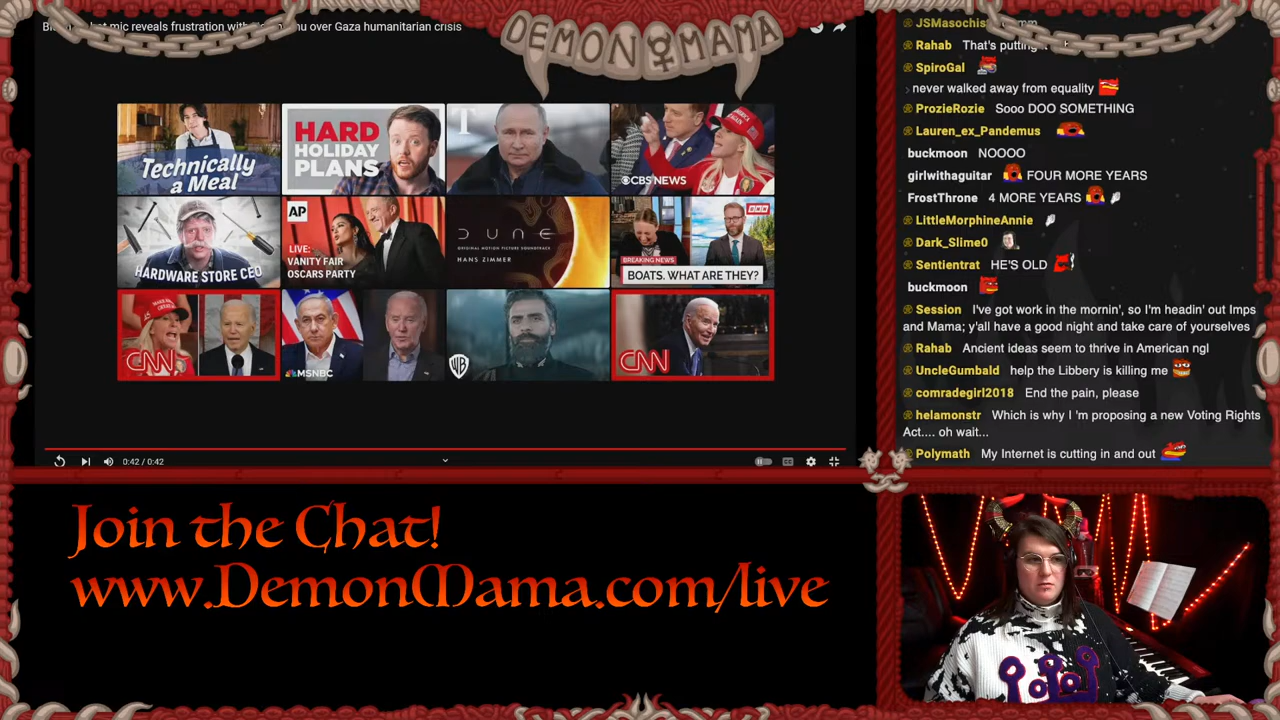 mic reveals frustration with
nu over Gaza humanitarian crisis
DEMON MAMA
Technically
a Meal
HARD
HOLIDAY
PLANS
T
CBS NEWS
HARDWARE STORE CEO
AP
LIVE:
VANITY FAIR
OSCARS PARTY
DUNE
ORIGINAL MOTION PICTURE SOUNDTRACK
HANS ZIMMER
BREAKING NEWS
BOATS. WHAT ARE THEY?
CNN
MSNBC
WB
CNN
0:42 / 0:42
Join the Chat!
www.DemonMama.com/live
JSMasochis
Rahab That's putting
SpiroGal
never walked away from equality
ProzieRozie Sooo DOO SOMETHING
Lauren_ex_Pandemus
buckmoon NOOOO
girlwithaguitar FOUR MORE YEARS
FrostThrone 4 MORE YEARS
LittleMorphineAnnie
Dark_Slime0
Sentientrat HE'S OLD
buckmoon
Session I've got work in the mornin', so I'm headin' out Imps
and Mama; y'all have a good night and take care of yourselves
Rahab Ancient ideas seem to thrive in American ngl
UncleGumbald help the Libbery is killing me
comradegirl2018 End the pain, please
helamonstr Which is why I 'm proposing a new Voting Rights
Act.... oh wait...
Polymath My Internet is cutting in and out